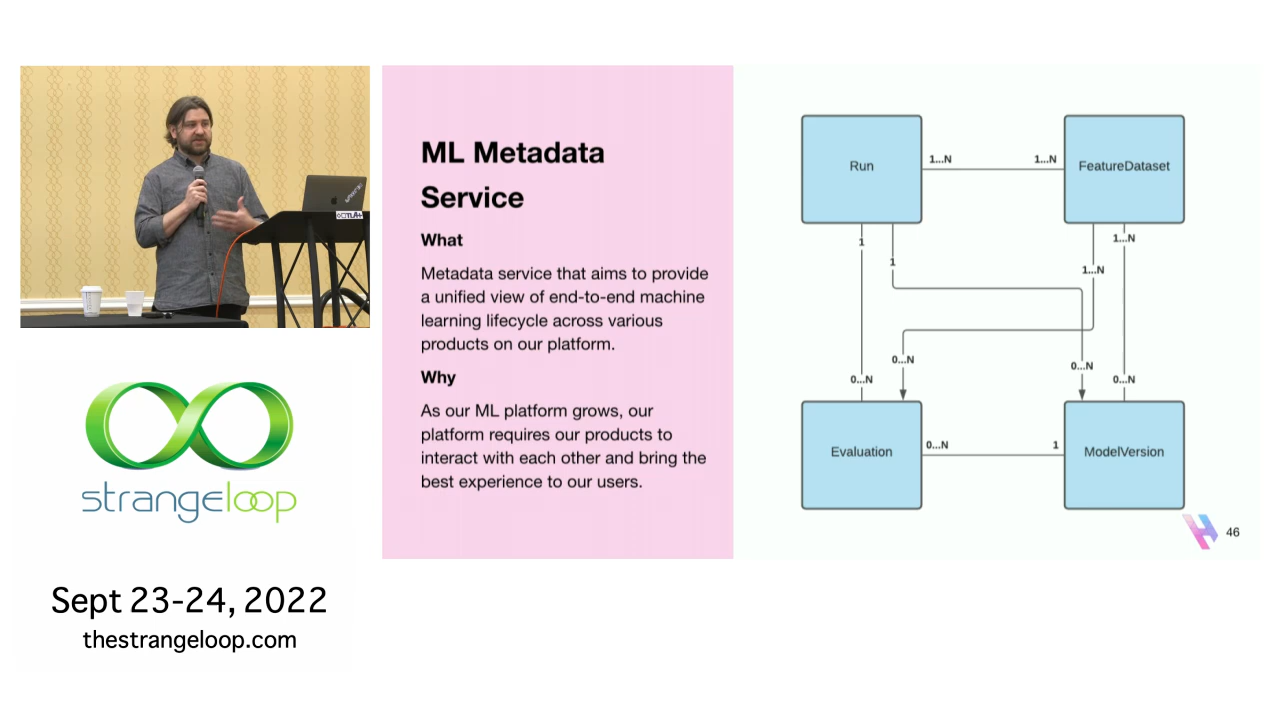 ML Metadata
Service
What
Metadata service that aims to provide
a unified view of end-to-end machine
learning lifecycle across various
products on our platform.
Why
As our ML platform grows, our
platform requires our products to
interact with each other and bring the
best experience to our users.
Run
1...N
1...N
FeatureDataset
1
1
1...N
1...N
0...N
0...N
0...N
0...N
Evaluation
0...N
1
ModelVersion
46
TLA+
strangeloop
Sept 23-24, 2022
thestrangeloop.com